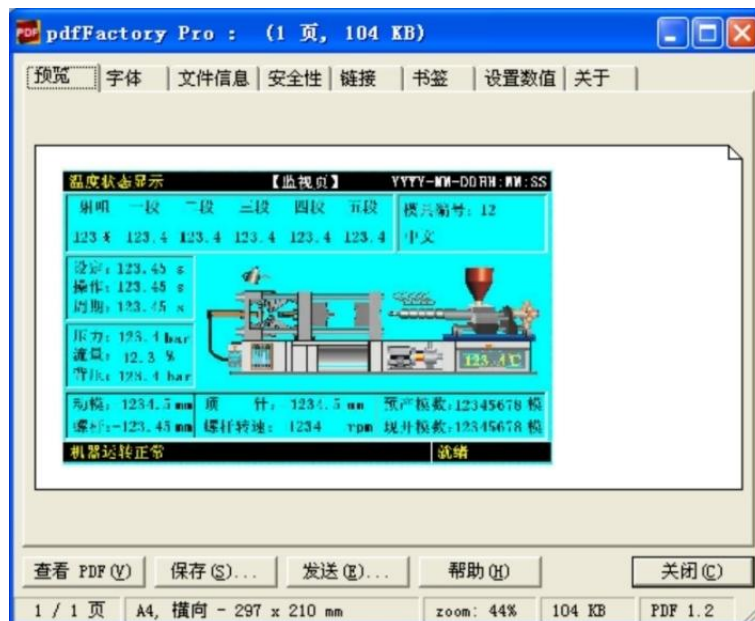 pdfFactory Pro : (1 页, 104 KB)
预览 字体 文件信息 安全性 链接 书签 设置数值 关于
温度状态显示 【监视页】 YYYY-MM-DDHH:MM:SS
射咀 一段 二段 三段 四段 五段 模具编号: 12
123 % 123.4 123.4 123.4 123.4 123.4 中文
设定: 123.45 s
操作: 123.45 s
周期: 123.45 s
压力: 123.4 bar
流量: 12.3 %
背压: 123.4 bar
123.4℃
动模: 1234.5 mm 顶 针: 1234.5 mm 预产模数:12345678 模
螺杆:-123.45 mm 螺杆转速: 1234 rpm 现开模数:12345678 模
机器运转正常 就绪
查看 PDF(V) 保存(S)... 发送(E)... 帮助(H) 关闭(C)
1 / 1 页 A4, 横向 - 297 x 210 mm zoom: 44% 104 KB PDF 1.2